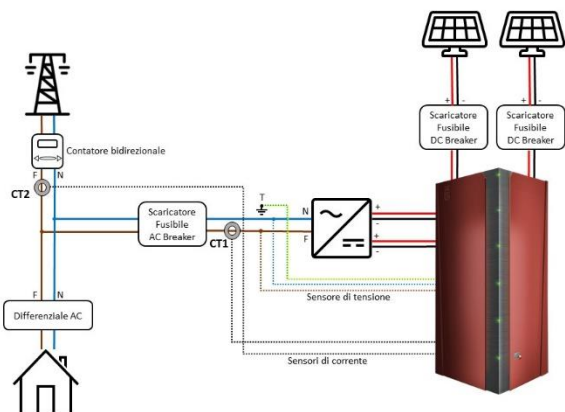 + -
+ -
Scaricatore
Fusibile
DC Breaker
Scaricatore
Fusibile
DC Breaker
Contatore bidirezionale
F N
CT2
T
Scaricatore
Fusibile
AC Breaker
CT1
N
F
+
-
+
-
Sensore di tensione
F N
Differenziale AC
Sensori di corrente